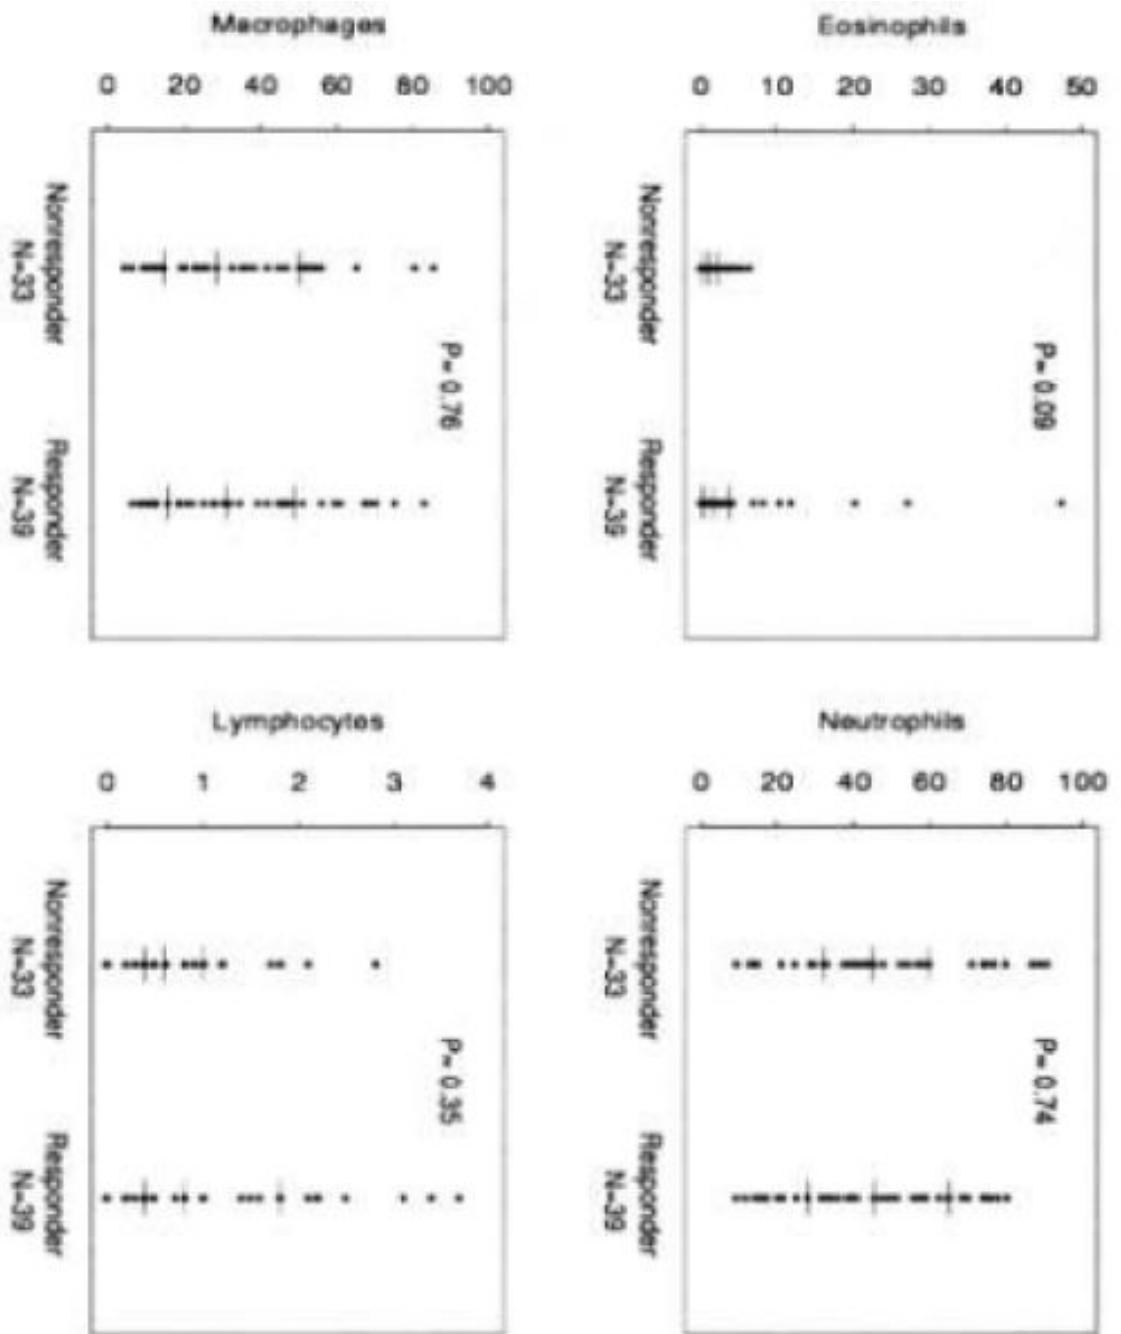 Macrophages
0 20 40 60 80 100
Nonresponder
N=33
P= 0.76
Responder
N=39
Eosinophils
0 10 20 30 40 50
Nonresponder
N=33
P= 0.09
Responder
N=39
Lymphocytes
0 1 2 3 4
Nonresponder
N=33
P= 0.35
Responder
N=39
Neutrophils
0 20 40 60 80 100
Nonresponder
N=33
P= 0.74
Responder
N=39